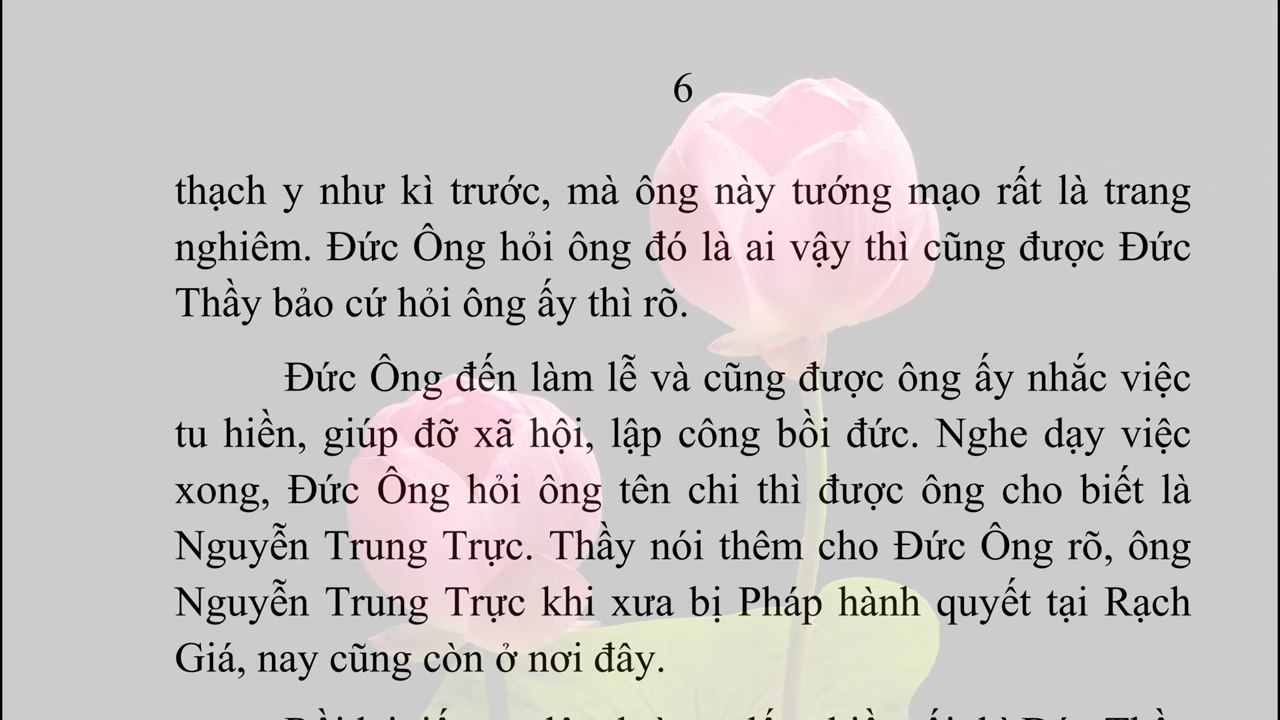 6
thạch y như kì trước, mà ông này tướng mạo rất là trang
nghiêm. Đức Ông hỏi ông đó là ai vậy thì cũng được Đức
Thầy bảo cứ hỏi ông ấy thì rõ.
Đức Ông đến làm lễ và cũng được ông ấy nhắc việc
tu hiền, giúp đỡ xã hội, lập công bồi đức. Nghe dạy việc
xong, Đức Ông hỏi ông tên chi thì được ông cho biết là
Nguyễn Trung Trực. Thầy nói thêm cho Đức Ông rõ, ông
Nguyễn Trung Trực khi xưa bị Pháp hành quyết tại Rạch
Giá, nay cũng còn ở nơi đây.